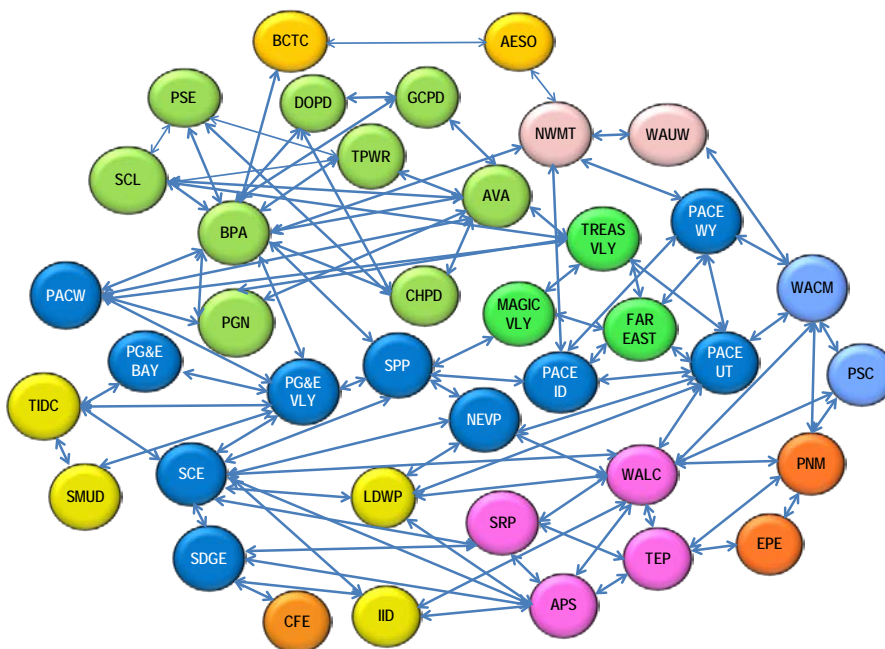 BCTC
AESO
PSE
DOPD
GCPD
NWMT
WAUW
TPWR
SCL
AVA
PACE
WY
BPA
TREAS
VLY
PACW
CHPD
WACM
PGN
MAGIC
VLY
FAR
EAST
PG&E
BAY
PG&E
VLY
SPP
PACE
ID
PACE
UT
PSC
TIDC
NEVP
SCE
LDWP
WALC
PNM
SMUD
SRP
SDGE
TEP
EPE
CFE
IID
APS